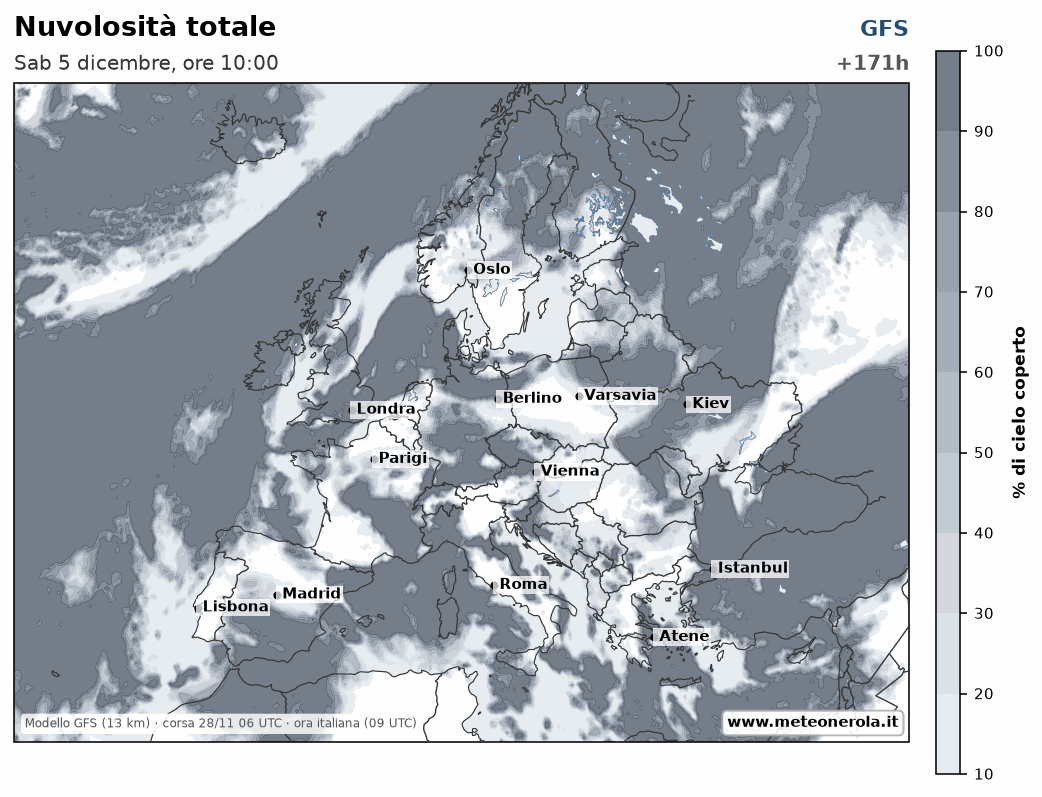 Nuvolosità totale
GFS
Sab 5 dicembre, ore 10:00
+171h
100
90
80
70
60
50
40
30
20
10
% di cielo coperto
Oslo
Berlino
Varsavia
Kiev
Londra
Parigi
Vienna
Istanbul
Roma
Madrid
Lisbona
Atene
Modello GFS (13 km) · corsa 28/11 06 UTC · ora italiana (09 UTC)
www.meteonerola.it